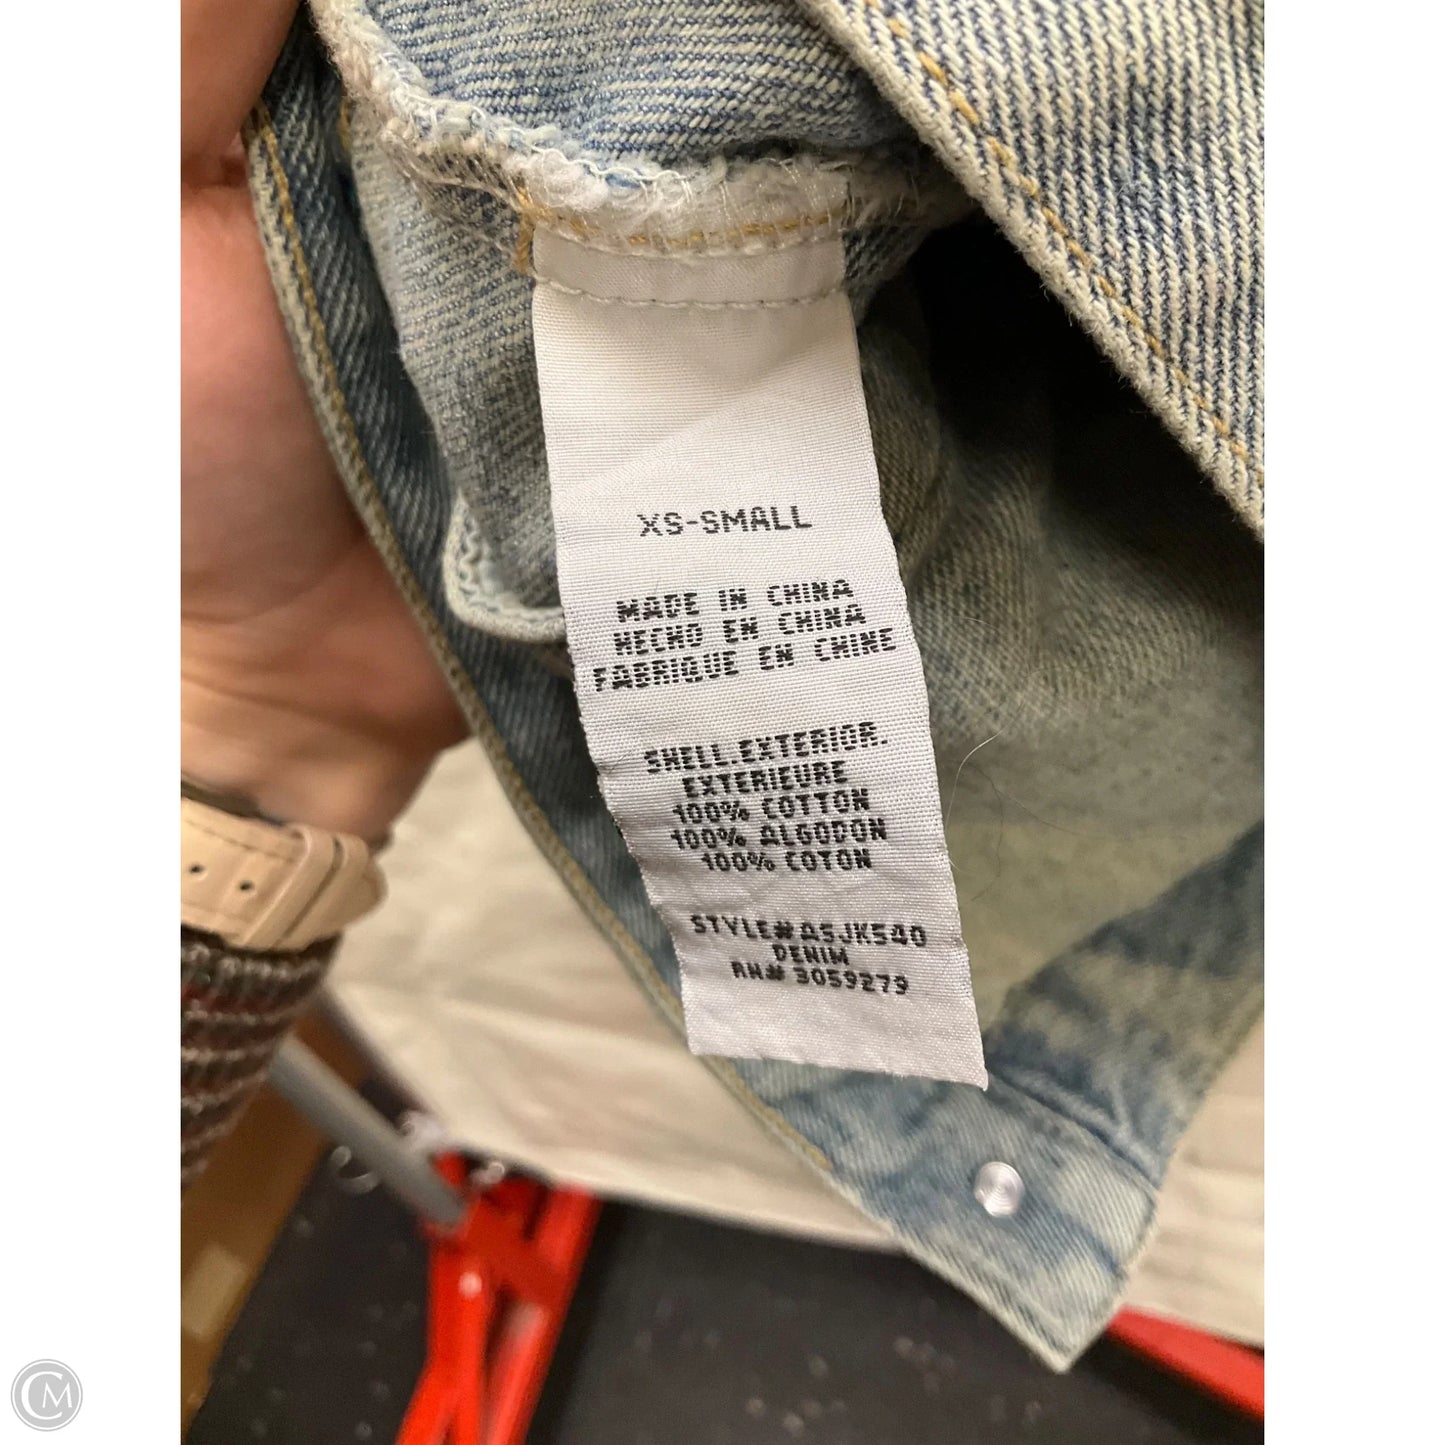 XS-SMALL
MADE IN CHINA
HECHO EN CHINA
FABRIQUE EN CHINE
SHELL.EXTERIOR.
EXTERIEURE
100% COTTON
100% ALGODON
100% COTON
STYLE# ASJK540
DENIM
RN# 3059279
CM